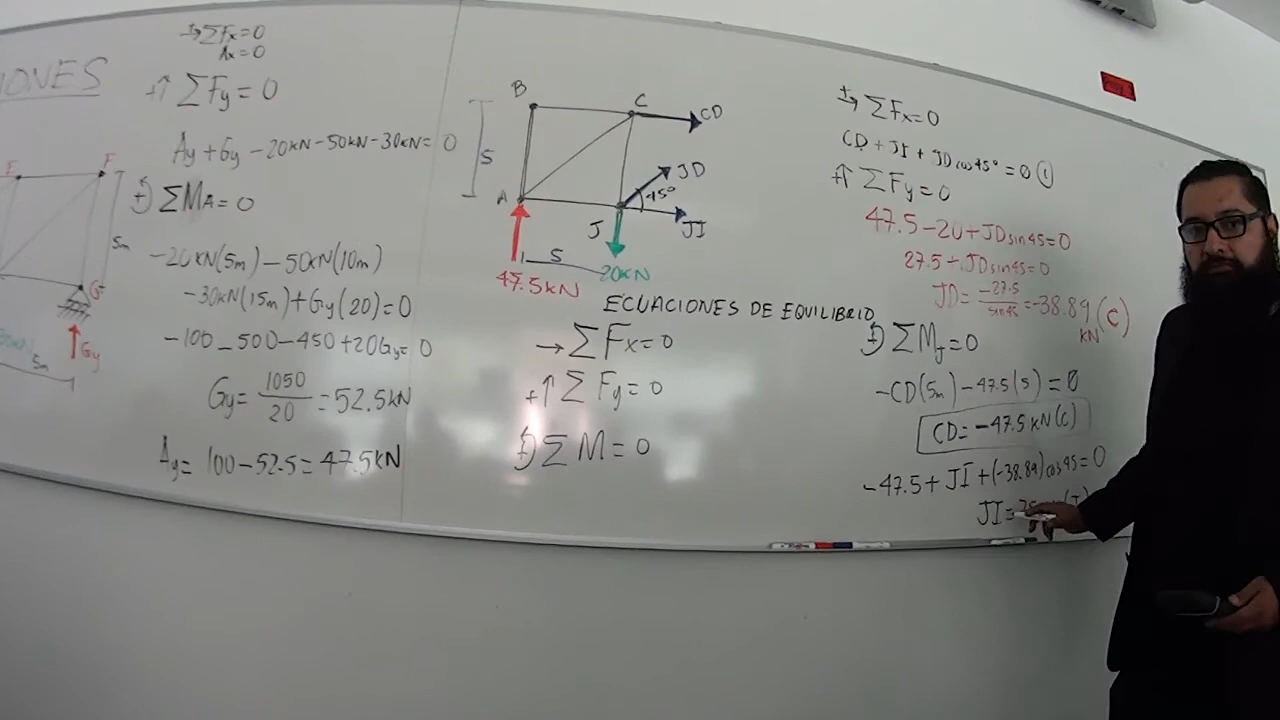 IONES
F
F
5m
G
Gy
5m
→ΣFx=0
Ax=0
+↑ ΣFy=0
Ay+Gy-20kN-50kN-30kN=0
+) ΣMA=0
-20kN(5m)-50kN(10m)
-30kN(15m)+Gy(20)=0
-100-500-450+20Gy=0
Gy=1050/20=52.5kN
Ay=100-52.5=47.5kN
B
C
CD
5
JD
45°
A
J
JI
5
47.5kN
20kN
ECUACIONES DE EQUILIBRIO
→ΣFx=0
+↑ΣFy=0
+) ΣM=0
+→ΣFx=0
CD+JI+JDcos45°=0 ①
+↑ΣFy=0
47.5-20+JDsin45=0
27.5+JDsin45=0
JD=-27.5/sin45=-38.89 kN (C)
+) ΣMJ=0
-CD(5m)-47.5(5)=0
CD=-47.5kN(C)
-47.5+JI+(-38.89)cos45=0
JI=